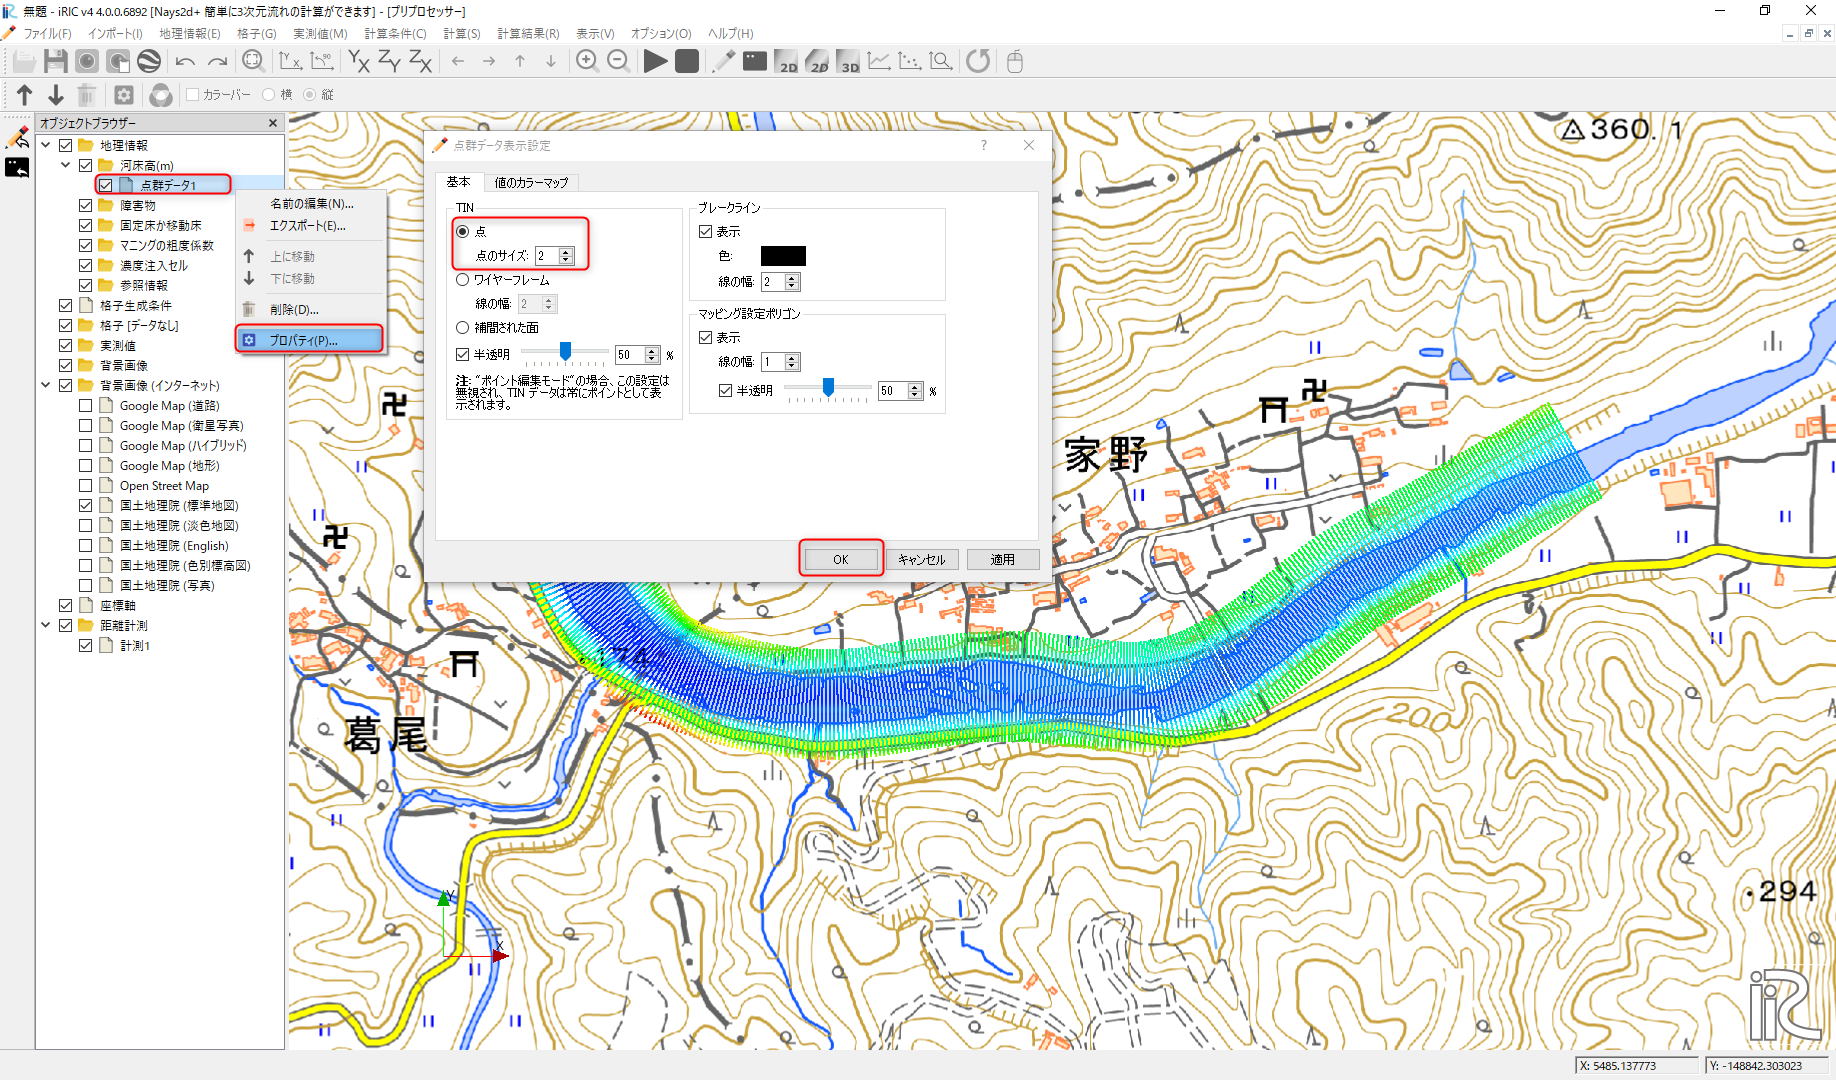 無題 - iRIC v4 4.0.0.6892 [Nays2d+ 簡単に3次元流れの計算ができます] - [プリプロセッサー]
ファイル(F) インポート(I) 地理情報(E) 格子(G) 実測値(M) 計算条件(C) 計算(S) 計算結果(R) 表示(V) オプション(O) ヘルプ(H)
2D 2D 3D
カラーバー 横 縦
オブジェクトブラウザー
地理情報
河床高(m)
点群データ1
障害物
固定床か移動床
マニングの粗度係数
濃度注入セル
参照情報
格子生成条件
格子 [データなし]
実測値
背景画像
背景画像 (インターネット)
Google Map (道路)
Google Map (衛星写真)
Google Map (ハイブリッド)
Google Map (地形)
Open Street Map
国土地理院 (標準地図)
国土地理院 (淡色地図)
国土地理院 (English)
国土地理院 (色別標高図)
国土地理院 (写真)
座標軸
距離計測
計測1
名前の編集(N)...
エクスポート(E)...
上に移動
下に移動
削除(D)...
プロパティ(P)...
点群データ表示設定
基本 値のカラーマップ
TIN
点
点のサイズ: 2
ワイヤーフレーム
線の幅: 2
補間された面
半透明 50 %
注: "ポイント編集モード"の場合、この設定は
無視され、TIN データは常にポイントとして表
示されます。
ブレークライン
表示
色:
線の幅: 2
マッピング設定ポリゴン
表示
線の幅: 1
半透明 50 %
OK キャンセル 適用
360. 1
家野
葛尾
200
294
Y
X
iRIC
X: 5485.137773 Y: -148842.303023